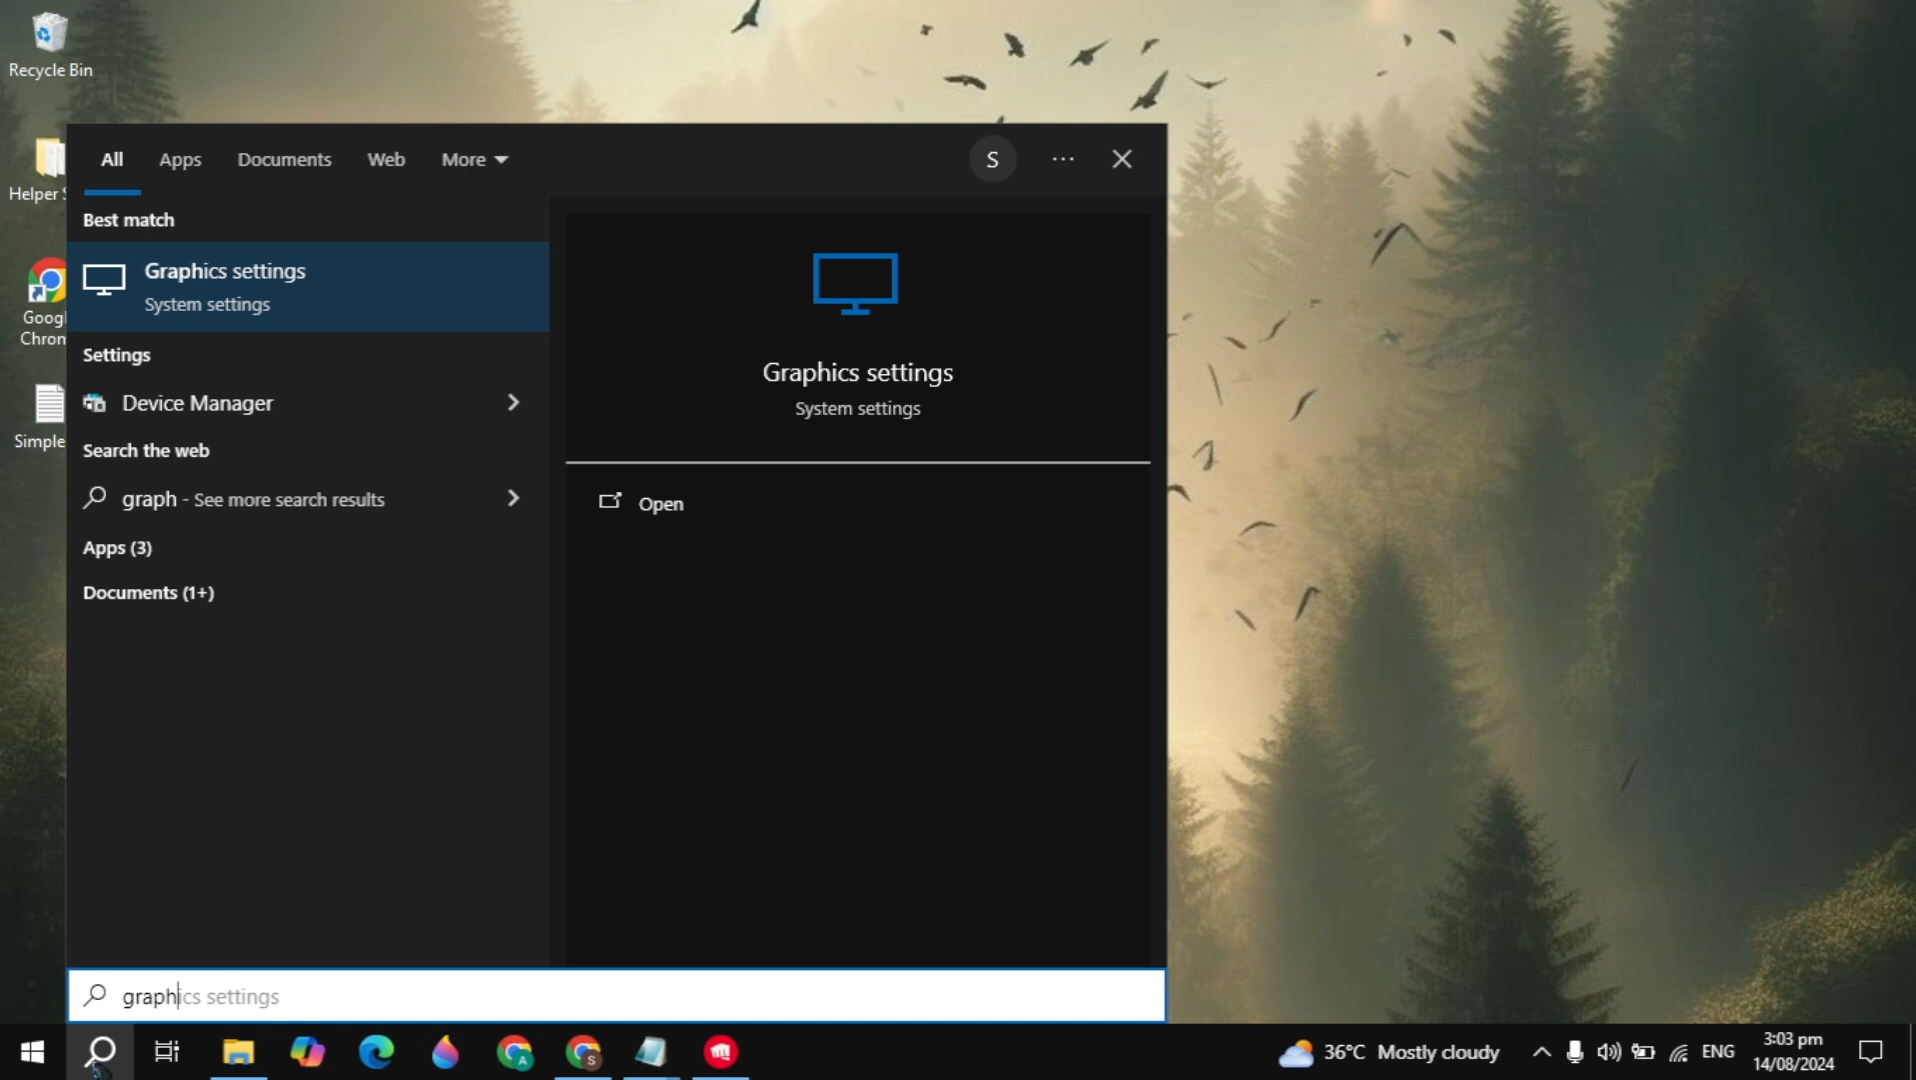 Recycle Bin
Helper S
Googl
Chrom
Simple
All Apps Documents Web More
S
Best match
Graphics settings
System settings
Settings
Device Manager
Search the web
graph - See more search results
Apps (3)
Documents (1+)
Graphics settings
System settings
Open
graphics settings
A
S
36°C Mostly cloudy
ENG
3:03 pm
14/08/2024